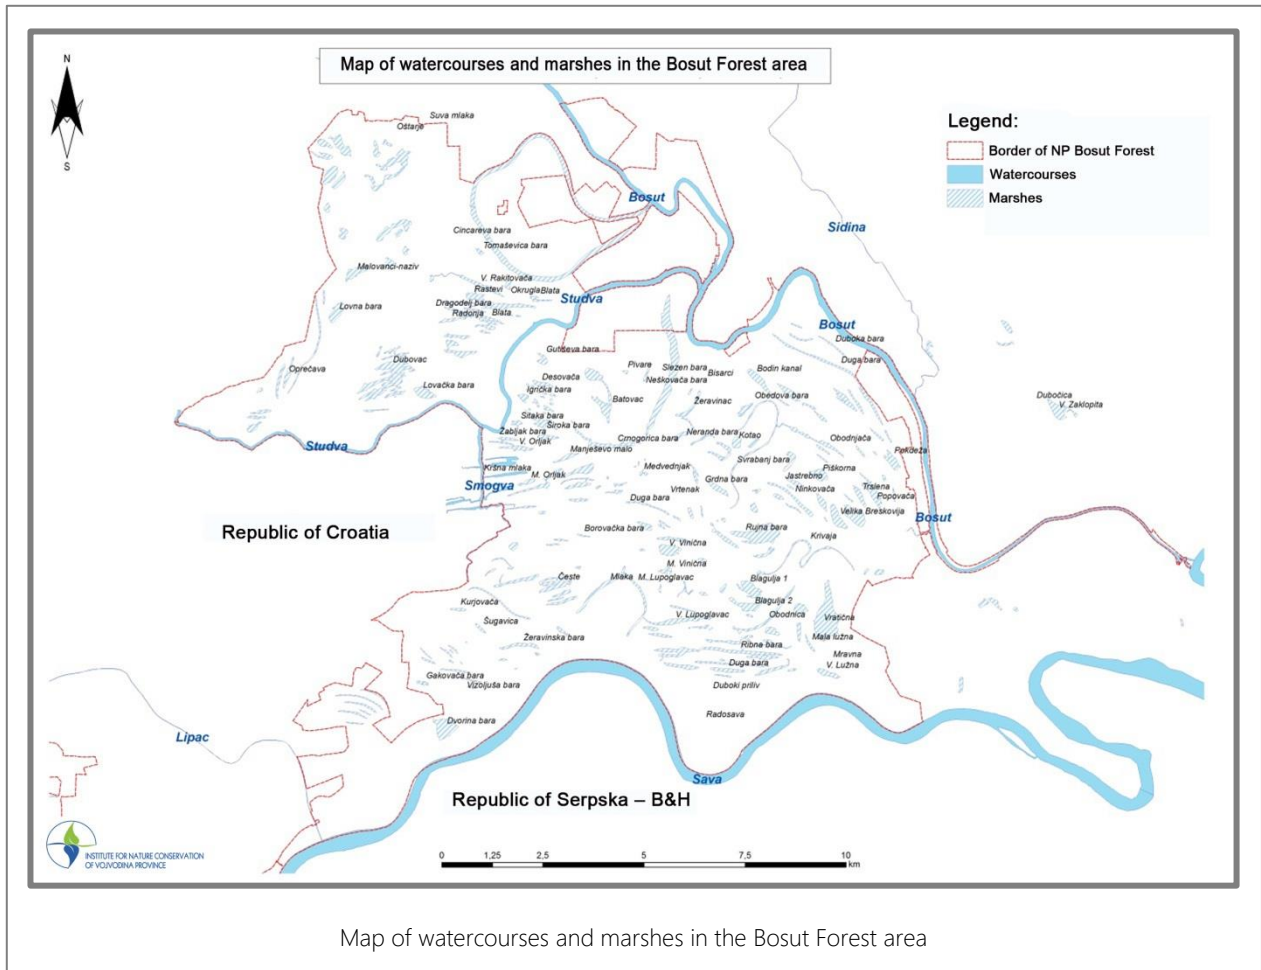 Map of watercourses and marshes in the Bosut Forest area
N
S
Legend:
Border of NP Bosut Forest
Watercourses
Marshes
Suva mlaka
Oštarje
Bosut
Sidina
Cincareva bara
Tomaševica bara
Malovanci-naziv
V. Rakitovača
Rastevi
Okrugla
Blata
Studva
Dragodelj bara
Radonja
Blata
Lovna bara
Bosut
Duboka bara
Gutiševa bara
Duga bara
Dubovac
Oprečava
Pivare
Slezen bara
Bisarci
Bodin kanal
Desovača
Neškovača bara
Lovačka bara
Igrička bara
Batovac
Žeravinac
Obedova bara
Dubočica
V. Zaklopita
Sitaka bara
Široka bara
Žabljak bara
V. Orljak
Crnogorica bara
Neranda bara
Kotao
Obodnjača
Studva
Manješevo malo
Pokdeža
Kršna mlaka
M. Orljak
Medvednjak
Svrabanj bara
Piškorna
Jastrebno
Grdna bara
Smogva
Vrtenak
Ninkovača
Trslena
Duga bara
Popovača
Velika Breskovija
Bosut
Republic of Croatia
Borovačka bara
Rujna bara
Krivaja
V. Vinična
M. Vinična
Česte
Mlaka
M. Lupoglavac
Blagulja 1
Kurjovača
Blagulja 2
Šugavica
V. Lupoglavac
Obodnica
Vratična
Žeravinska bara
Mala lužna
Ribna bara
Mravna
Duga bara
V. Lužna
Gakovača bara
Vizoljuša bara
Duboki priliv
Dvorina bara
Radosava
Lipac
Sava
Republic of Serpska – B&H
INSTITUTE FOR NATURE CONSERVATION
OF VOJVODINA PROVINCE
0 1,25 2,5 5 7,5 10
km
Map of watercourses and marshes in the Bosut Forest area